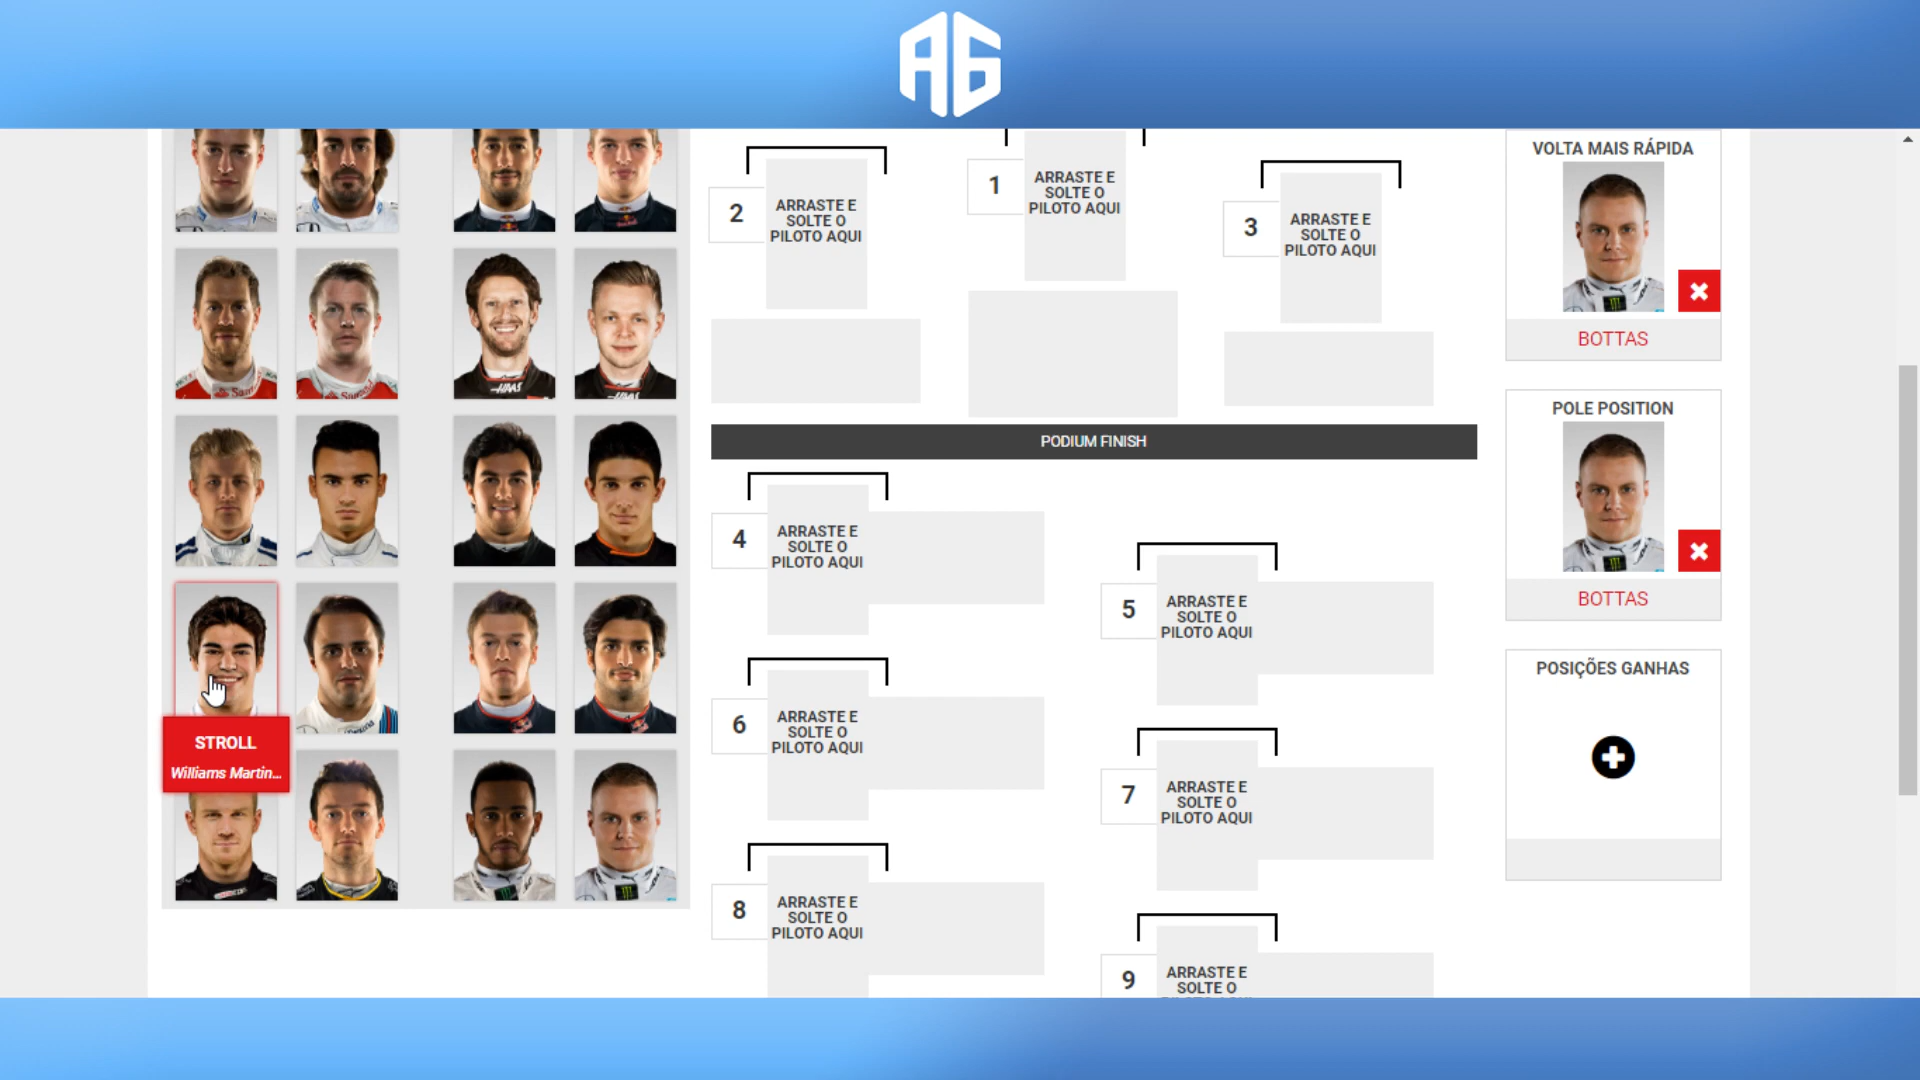 AG
VOLTA MAIS RÁPIDA
1
ARRASTE E
SOLTE O
PILOTO AQUI
2
ARRASTE E
SOLTE O
PILOTO AQUI
3
ARRASTE E
SOLTE O
PILOTO AQUI
BOTTAS
POLE POSITION
PODIUM FINISH
4
ARRASTE E
SOLTE O
PILOTO AQUI
5
ARRASTE E
SOLTE O
PILOTO AQUI
BOTTAS
POSIÇÕES GANHAS
6
ARRASTE E
SOLTE O
PILOTO AQUI
STROLL
Williams Martin...
7
ARRASTE E
SOLTE O
PILOTO AQUI
8
ARRASTE E
SOLTE O
PILOTO AQUI
9
ARRASTE E
SOLTE O